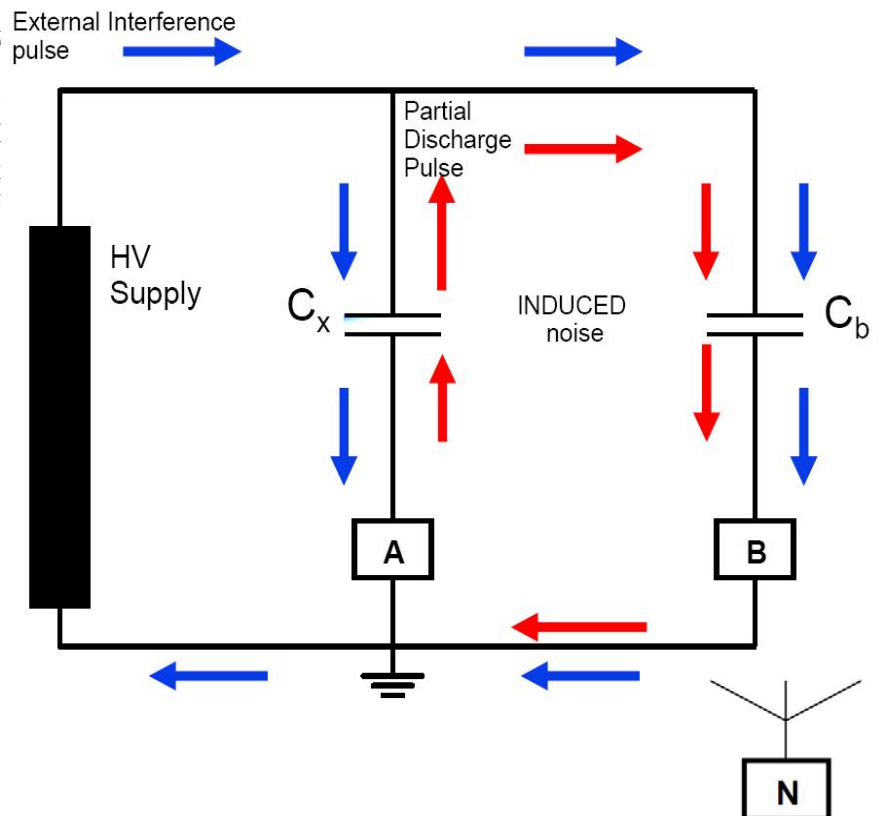 External Interference
pulse
Partial
Discharge
Pulse
HV
Supply
Cx
INDUCED
noise
Cb
A
B
N